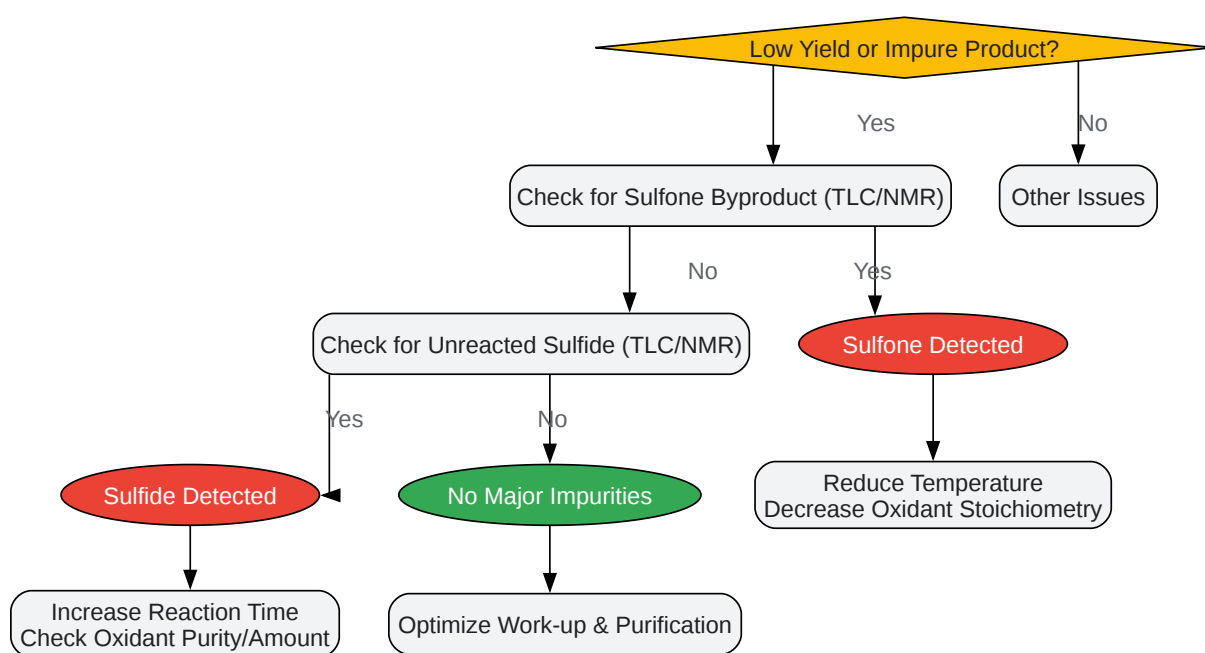 Low Yield or Impure Product?
Yes
No
Check for Sulfone Byproduct (TLC/NMR)
Other Issues
No
Yes
Check for Unreacted Sulfide (TLC/NMR)
Sulfone Detected
Yes
No
Sulfide Detected
No Major Impurities
Reduce Temperature
Decrease Oxidant Stoichiometry
Increase Reaction Time
Check Oxidant Purity/Amount
Optimize Work-up & Purification